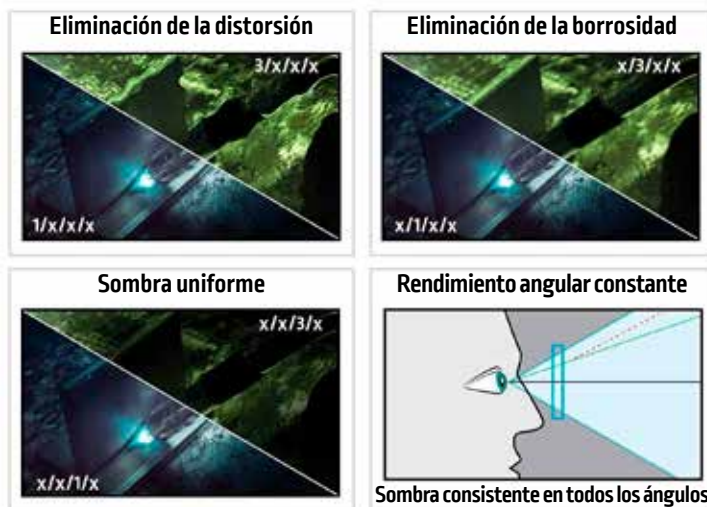 Eliminación de la distorsión
3/x/x/x
1/x/x/x
Eliminación de la borrosidad
x/3/x/x
x/1/x/x
Sombra uniforme
x/x/3/x
x/x/1/x
Rendimiento angular constante
Sombra consistente en todos los ángulos